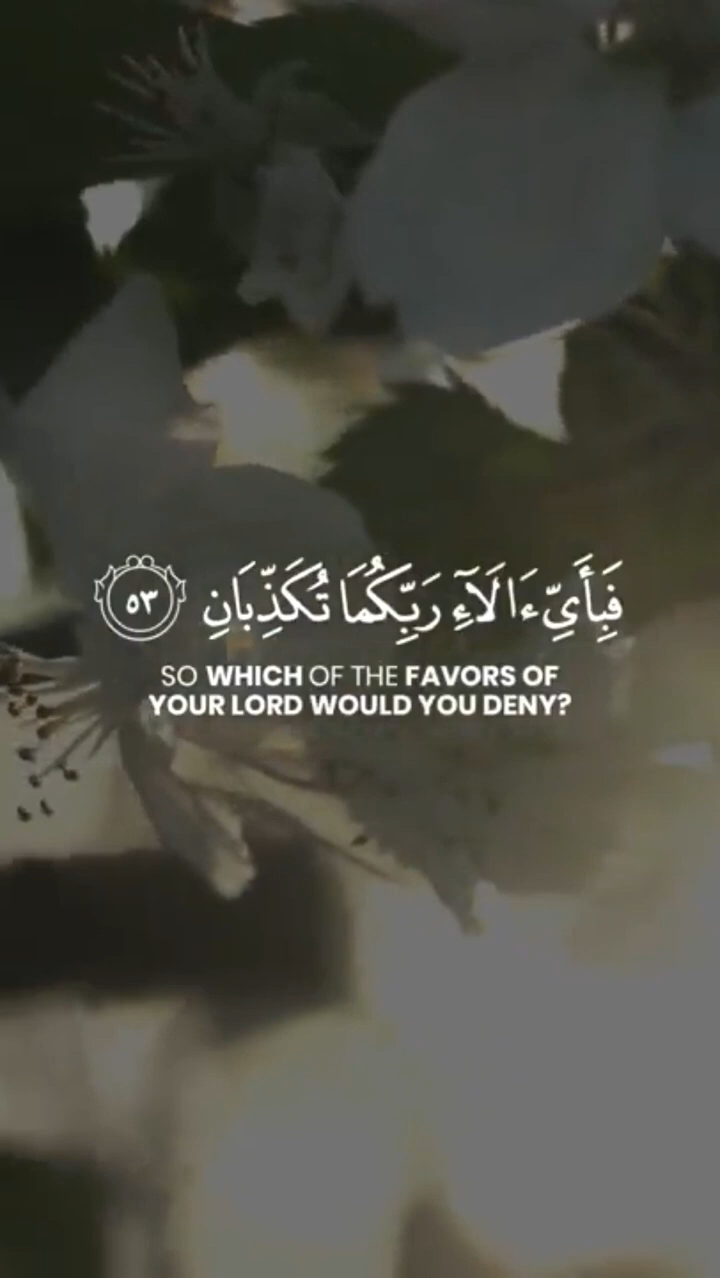 فَبِأَيِّ ءَالَآءِ رَبِّكُمَا تُكَذِّبَانِ ٥٣
SO WHICH OF THE FAVORS OF
YOUR LORD WOULD YOU DENY?